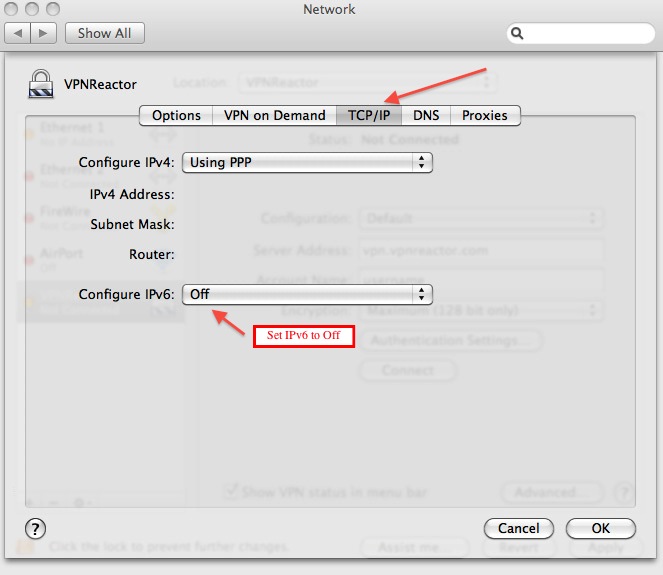 Network
Show All
VPNReactor
Location: VPNReactor
Options VPN on Demand TCP/IP DNS Proxies
Ethernet 1
No IP Address
Status: Not Connected
Configure IPv4: Using PPP
Ethernet 2
Not Connected
IPv4 Address:
FireWire
Not Connected
Subnet Mask:
Configuration: Default
AirPort
Off
Router:
Server Address: vpn.vpnreactor.com
Account Name: username
Configure IPv6: Off
Encryption: Maximum (128 bit only)
Set IPv6 to Off
Authentication Settings...
Connect
Show VPN status in menu bar
Advanced...
?
? Cancel OK
Click the lock to prevent further changes.
Assist me... Revert Apply